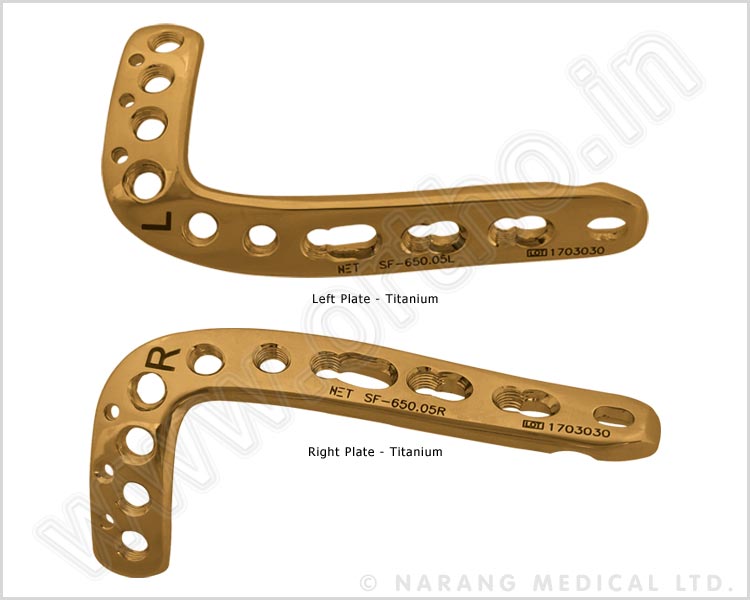 L
NET SF-650.05L
LOT 1703030
Left Plate - Titanium
R
NET SF-650.05R
LOT 1703030
Right Plate - Titanium
www.ortho.in
© NARANG MEDICAL LTD.